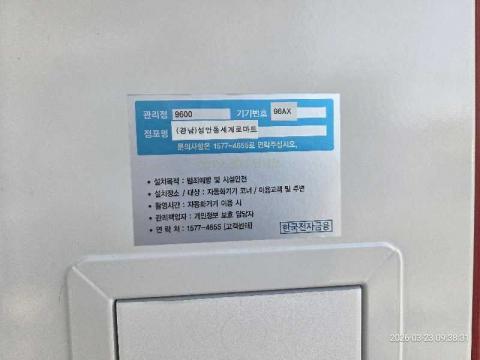 관리점 9600 기기번호 96AX
점포명 (경남)성안동세계로마트
문의사항은 1577-4655로 연락주십시오.
• 설치목적 : 범죄예방 및 시설안전
• 설치장소 / 대상 : 자동화기기 코너 / 이용고객 및 주변
• 촬영시간 : 자동화기기 이용 시
• 관리책임자 : 개인정보 보호 담당자
• 연 락 처 : 1577-4655 [고객센터]
한국전자금융
2026-03-23 09:38:31